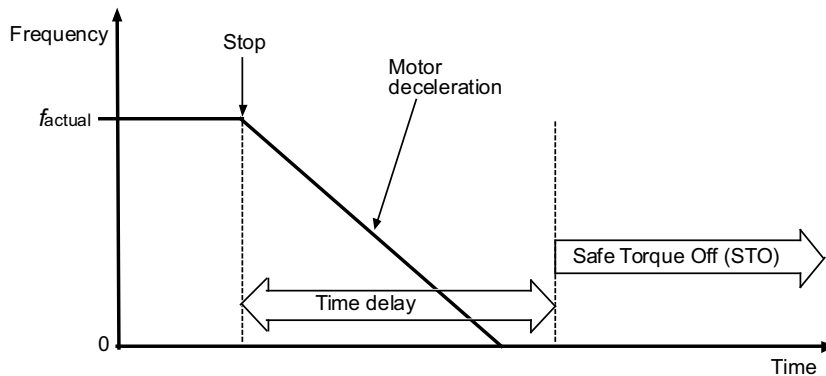 Frequency
Stop
Motor
deceleration
factual
Safe Torque Off (STO)
Time delay
0
Time